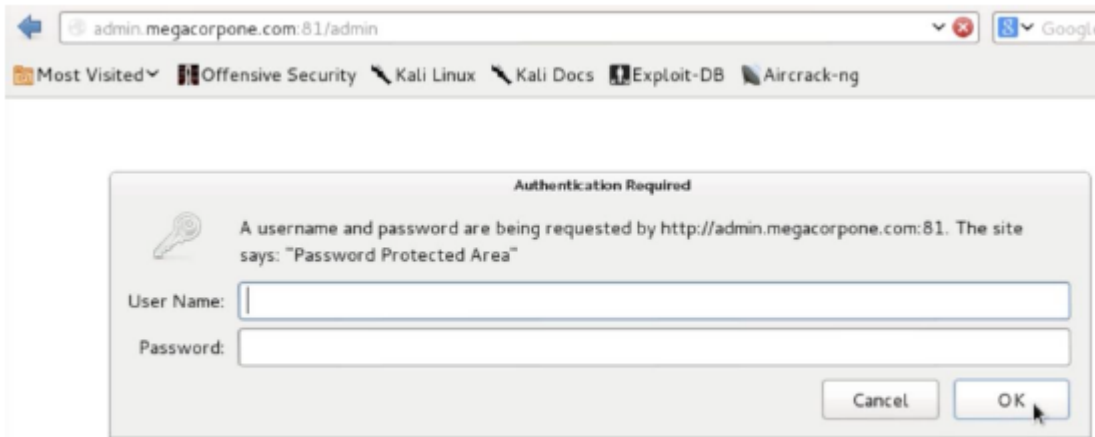 admin.megacorpone.com:81/admin
Google
Most Visited Offensive Security Kali Linux Kali Docs Exploit-DB Aircrack-ng
Authentication Required
A username and password are being requested by http://admin.megacorpone.com:81. The site
says: "Password Protected Area"
User Name:
Password:
Cancel OK